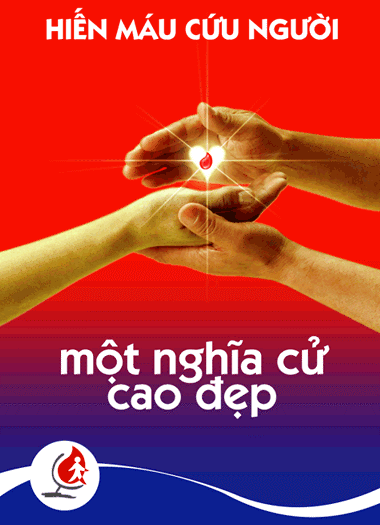 HIẾN MÁU CỨU NGƯỜI
một nghĩa cử
cao đẹp